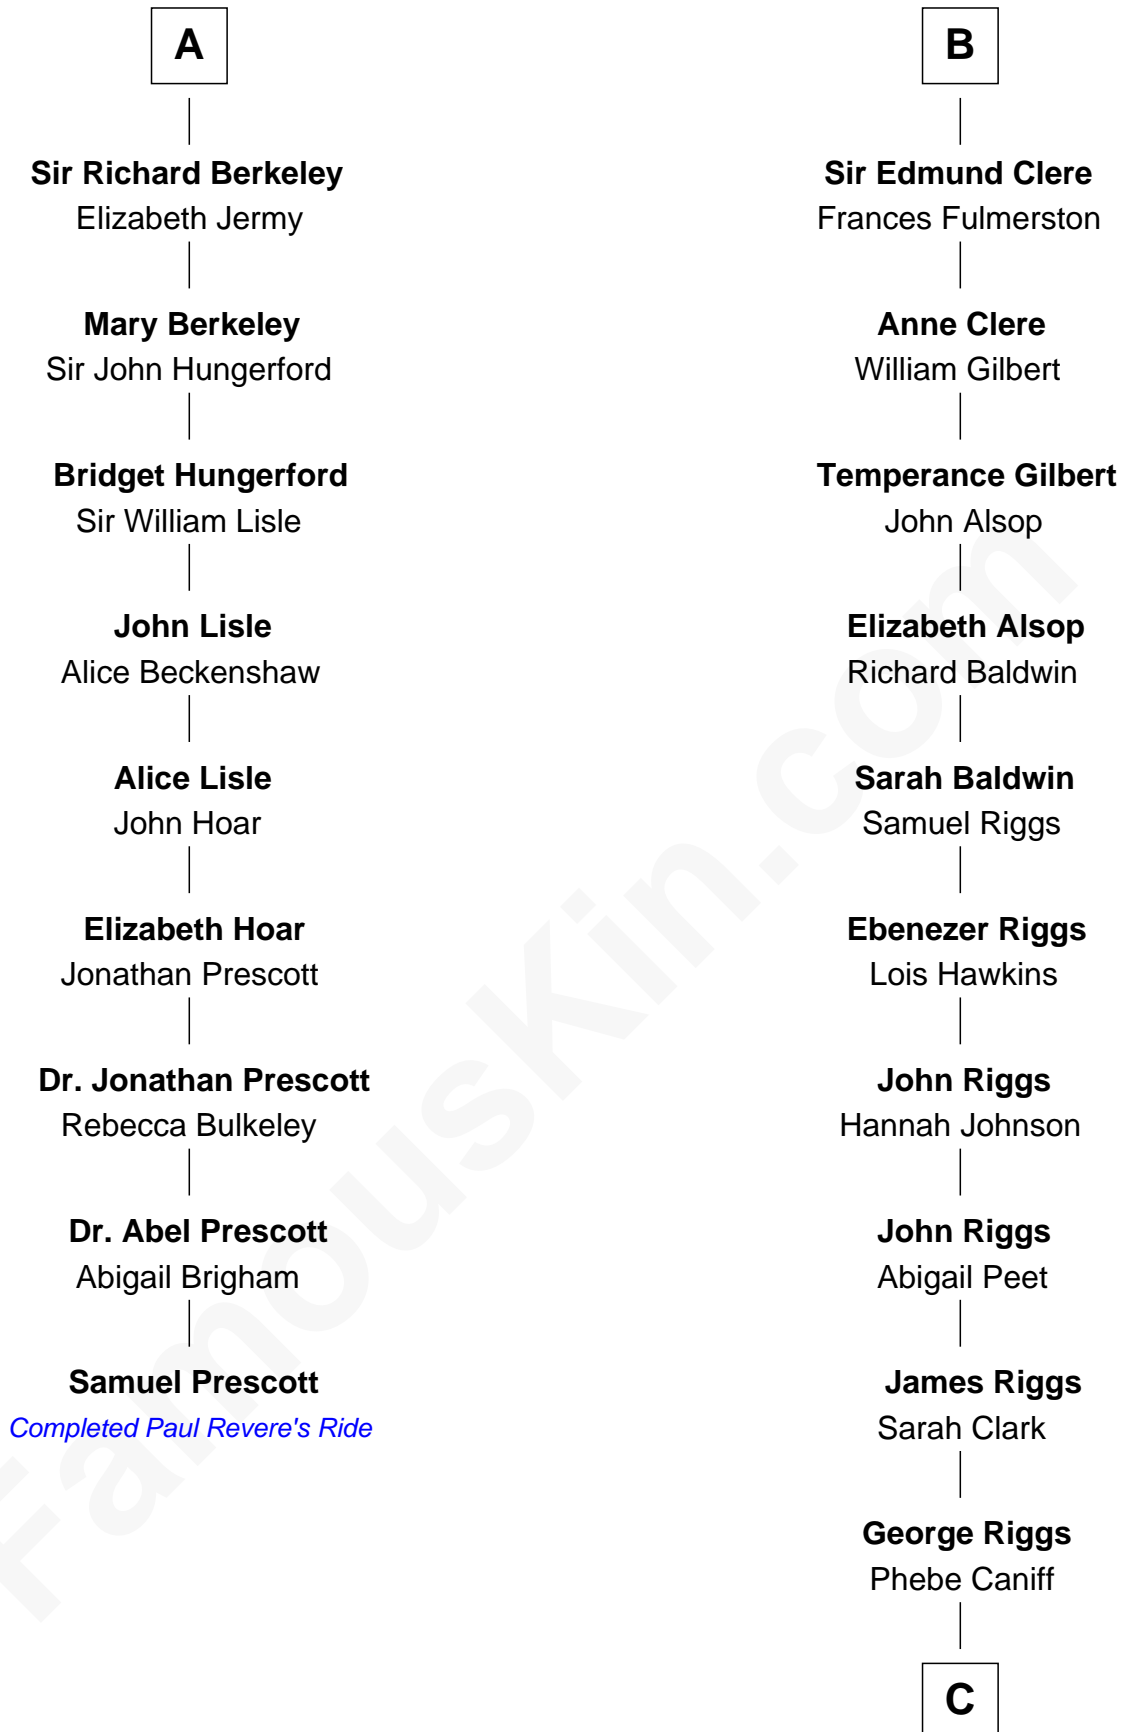 A
Sir Richard Berkeley
Elizabeth Jermy
Mary Berkeley
Sir John Hungerford
Bridget Hungerford
Sir William Lisle
John Lisle
Alice Beckenshaw
Alice Lisle
John Hoar
Elizabeth Hoar
Jonathan Prescott
Dr. Jonathan Prescott
Rebecca Bulkeley
Dr. Abel Prescott
Abigail Brigham
Samuel Prescott
Completed Paul Revere's Ride
B
Sir Edmund Clere
Frances Fulmerston
Anne Clere
William Gilbert
Temperance Gilbert
John Alsop
Elizabeth Alsop
Richard Baldwin
Sarah Baldwin
Samuel Riggs
Ebenezer Riggs
Lois Hawkins
John Riggs
Hannah Johnson
John Riggs
Abigail Peet
James Riggs
Sarah Clark
George Riggs
Phebe Caniff
C
FamousKin.com